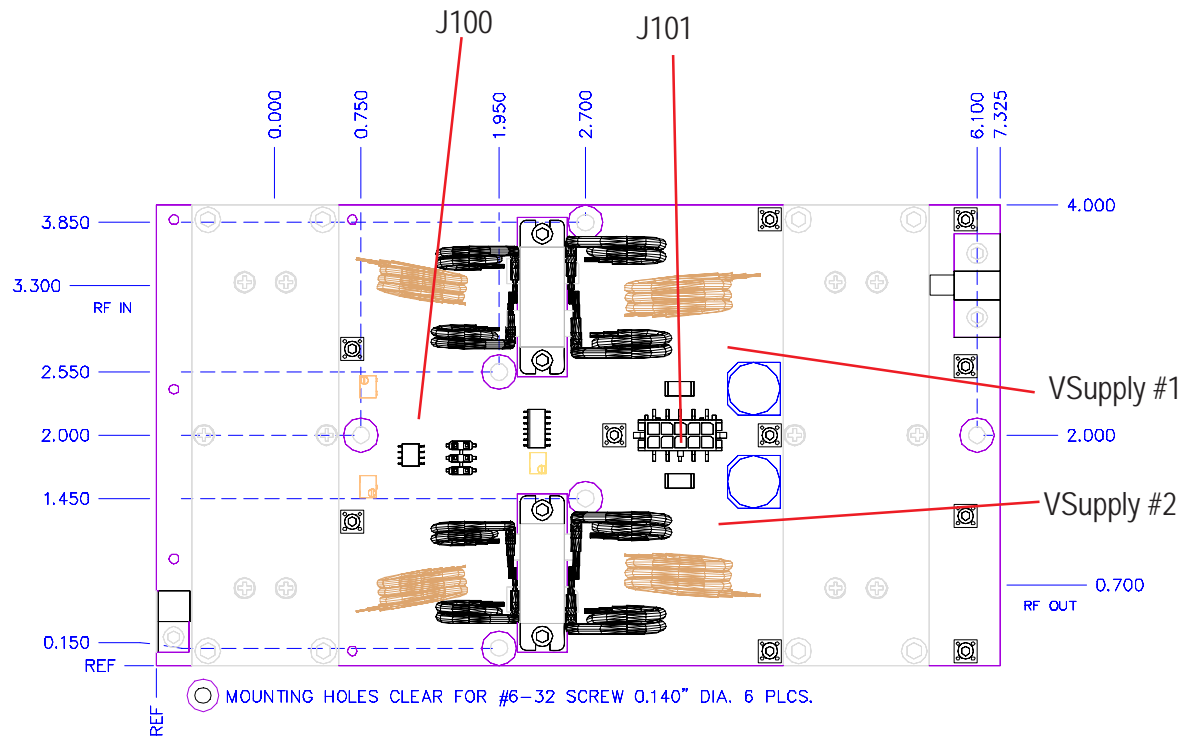 J100
J101
0.000
0.750
1.950
2.700
6.100
7.325
3.850
4.000
3.300
RF IN
2.550
VSupply #1
2.000
2.000
1.450
VSupply #2
0.700
RF OUT
0.150
REF
REF
MOUNTING HOLES CLEAR FOR #6-32 SCREW 0.140" DIA. 6 PLCS.